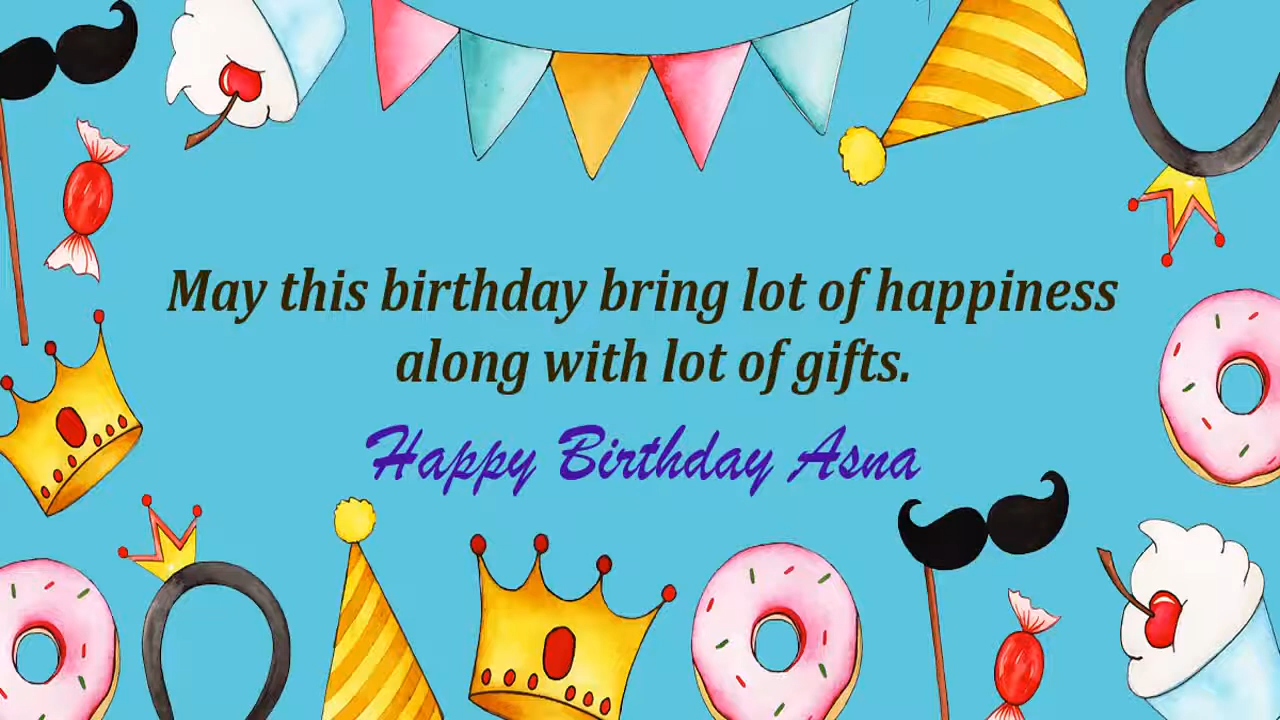 May this birthday bring lot of happiness
along with lot of gifts.
Happy Birthday Asna